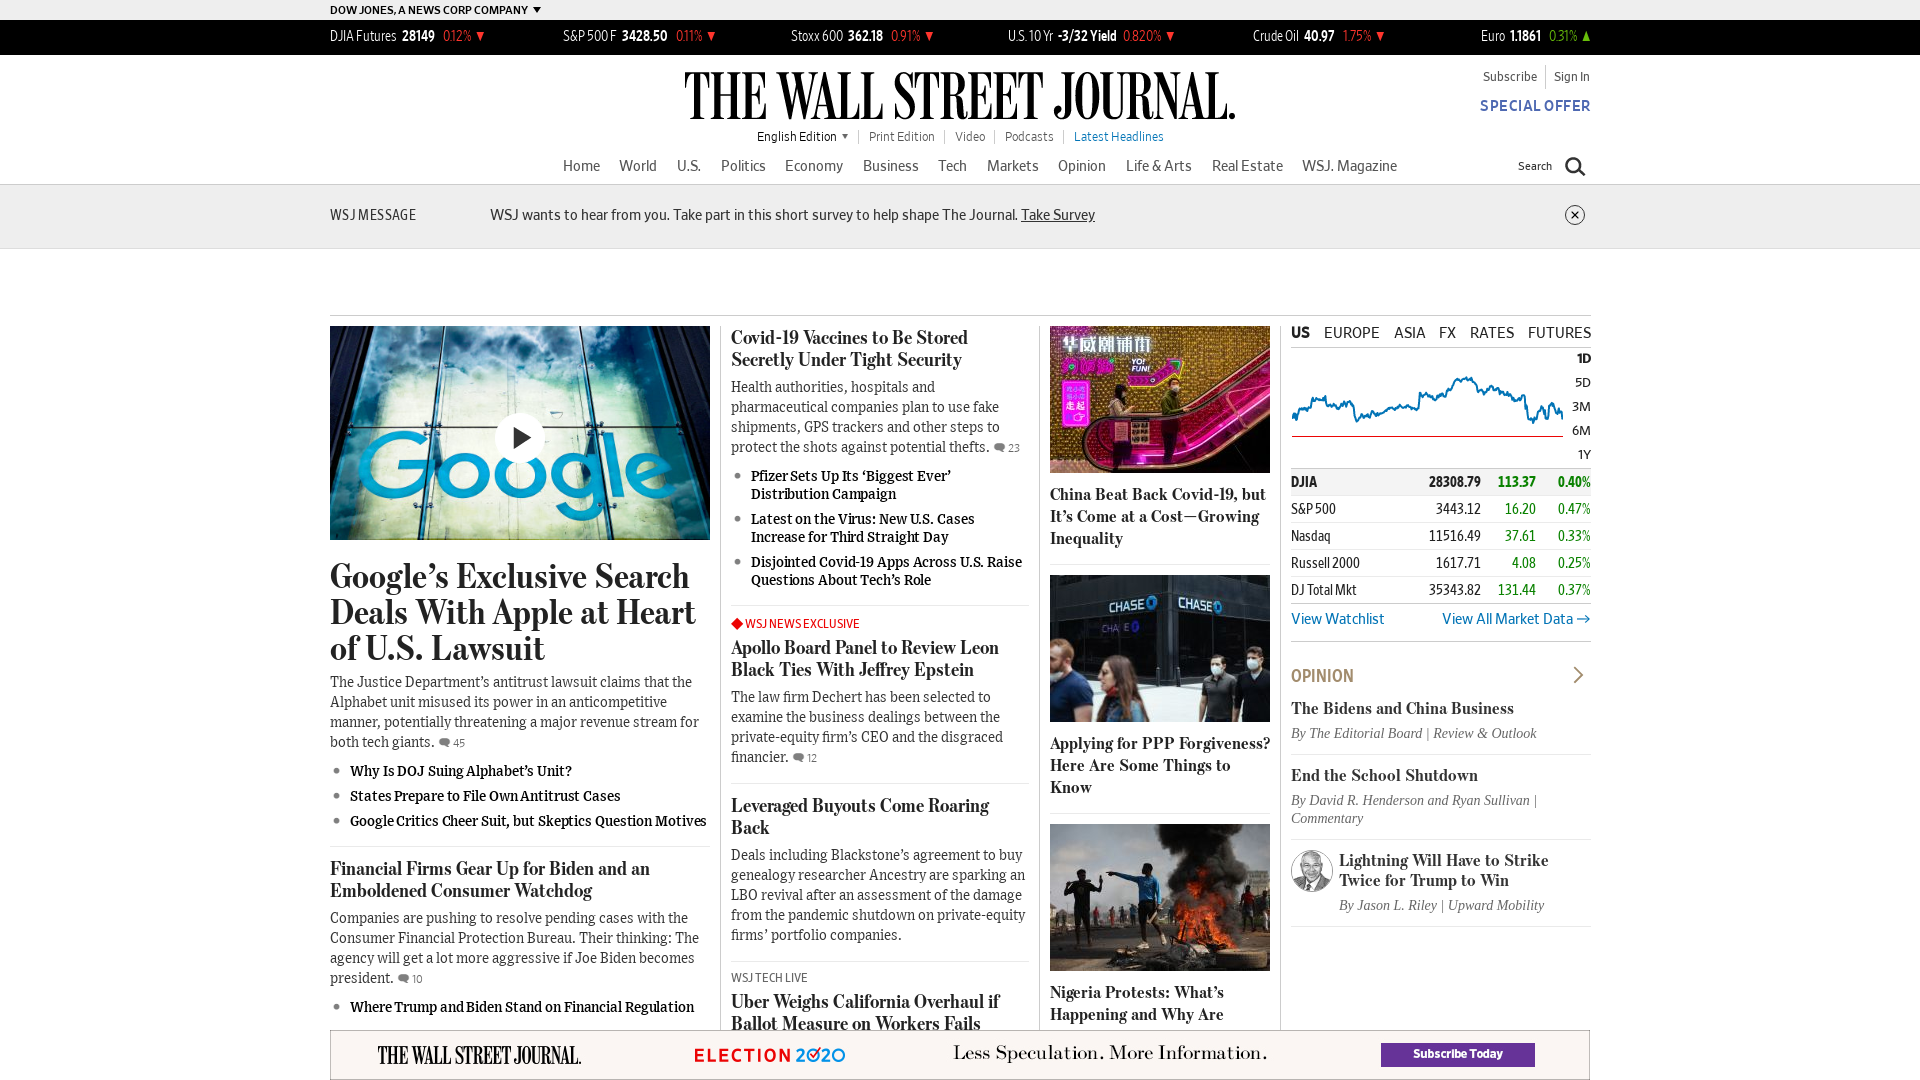 DOW JONES, A NEWS CORP COMPANY
DJIA Futures 28149 0.12% S&P 500 F 3428.50 0.11% Stoxx 600 362.18 0.91% U.S. 10 Yr -3/32 Yield 0.820% Crude Oil 40.97 1.75% Euro 1.1861 0.31%
THE WALL STREET JOURNAL.
Subscribe Sign In
SPECIAL OFFER
English Edition Print Edition Video Podcasts Latest Headlines
Home World U.S. Politics Economy Business Tech Markets Opinion Life & Arts Real Estate WSJ. Magazine Search
WSJ MESSAGE WSJ wants to hear from you. Take part in this short survey to help shape The Journal. Take Survey
Google
Google’s Exclusive Search
Deals With Apple at Heart
of U.S. Lawsuit
The Justice Department’s antitrust lawsuit claims that the
Alphabet unit misused its power in an anticompetitive
manner, potentially threatening a major revenue stream for
both tech giants. 45
Why Is DOJ Suing Alphabet’s Unit?
States Prepare to File Own Antitrust Cases
Google Critics Cheer Suit, but Skeptics Question Motives
Financial Firms Gear Up for Biden and an
Emboldened Consumer Watchdog
Companies are pushing to resolve pending cases with the
Consumer Financial Protection Bureau. Their thinking: The
agency will get a lot more aggressive if Joe Biden becomes
president. 10
Where Trump and Biden Stand on Financial Regulation
Covid-19 Vaccines to Be Stored
Secretly Under Tight Security
Health authorities, hospitals and
pharmaceutical companies plan to use fake
shipments, GPS trackers and other steps to
protect the shots against potential thefts. 23
Pfizer Sets Up Its ‘Biggest Ever’
Distribution Campaign
Latest on the Virus: New U.S. Cases
Increase for Third Straight Day
Disjointed Covid-19 Apps Across U.S. Raise
Questions About Tech’s Role
WSJ NEWS EXCLUSIVE
Apollo Board Panel to Review Leon
Black Ties With Jeffrey Epstein
The law firm Dechert has been selected to
examine the business dealings between the
private-equity firm’s CEO and the disgraced
financier. 12
Leveraged Buyouts Come Roaring
Back
Deals including Blackstone’s agreement to buy
genealogy researcher Ancestry are sparking an
LBO revival after an assessment of the damage
from the pandemic shutdown on private-equity
firms’ portfolio companies.
WSJ TECH LIVE
Uber Weighs California Overhaul if
Ballot Measure on Workers Fails
华威潮铺街
YO!
FUN!
走起
China Beat Back Covid-19, but
It’s Come at a Cost—Growing
Inequality
CHASE CHASE
CHASE
Applying for PPP Forgiveness?
Here Are Some Things to
Know
Nigeria Protests: What’s
Happening and Why Are
US EUROPE ASIA FX RATES FUTURES
1D
5D
3M
6M
1Y
DJIA 28308.79 113.37 0.40%
S&P 500 3443.12 16.20 0.47%
Nasdaq 11516.49 37.61 0.33%
Russell 2000 1617.71 4.08 0.25%
DJ Total Mkt 35343.82 131.44 0.37%
View Watchlist View All Market Data
OPINION
The Bidens and China Business
By The Editorial Board | Review & Outlook
End the School Shutdown
By David R. Henderson and Ryan Sullivan |
Commentary
Lightning Will Have to Strike
Twice for Trump to Win
By Jason L. Riley | Upward Mobility
THE WALL STREET JOURNAL. ELECTION 2020 Less Speculation. More Information. Subscribe Today